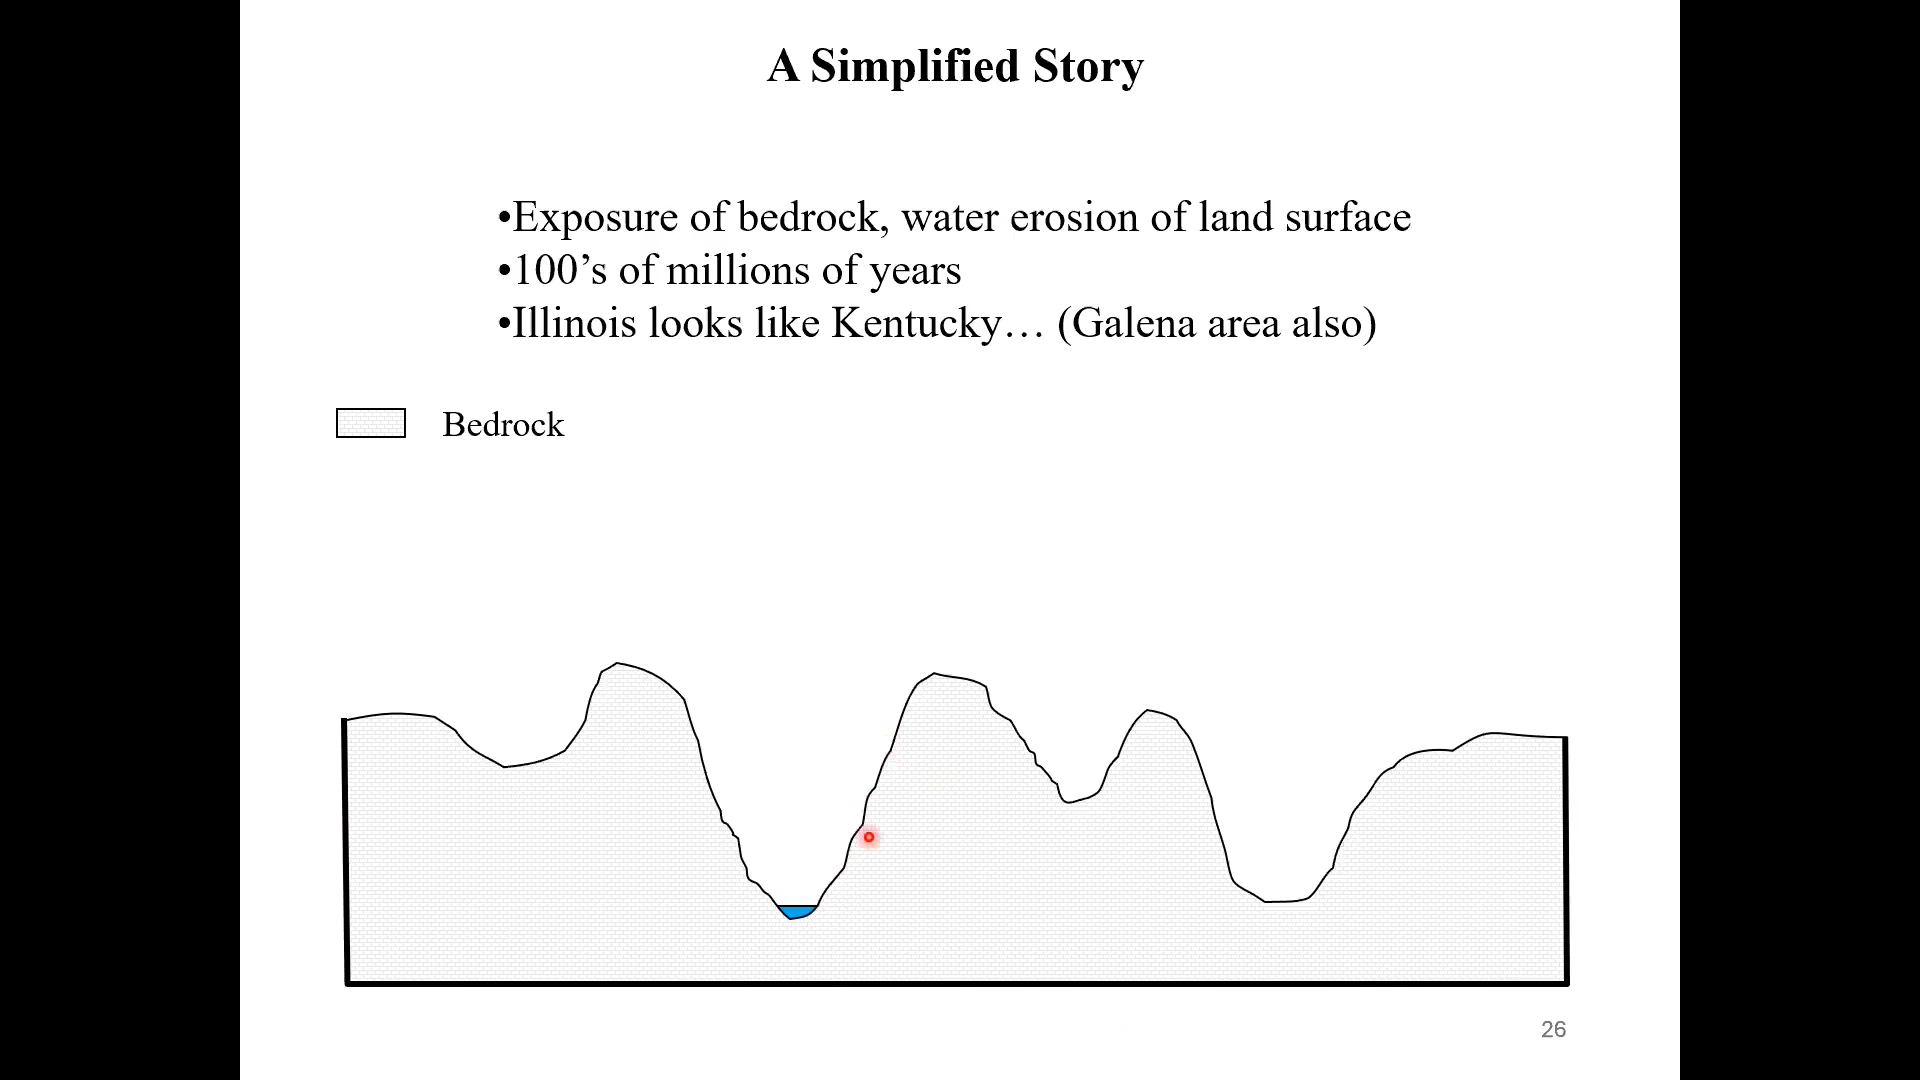 A Simplified Story
•Exposure of bedrock, water erosion of land surface
•100’s of millions of years
•Illinois looks like Kentucky… (Galena area also)
Bedrock
26